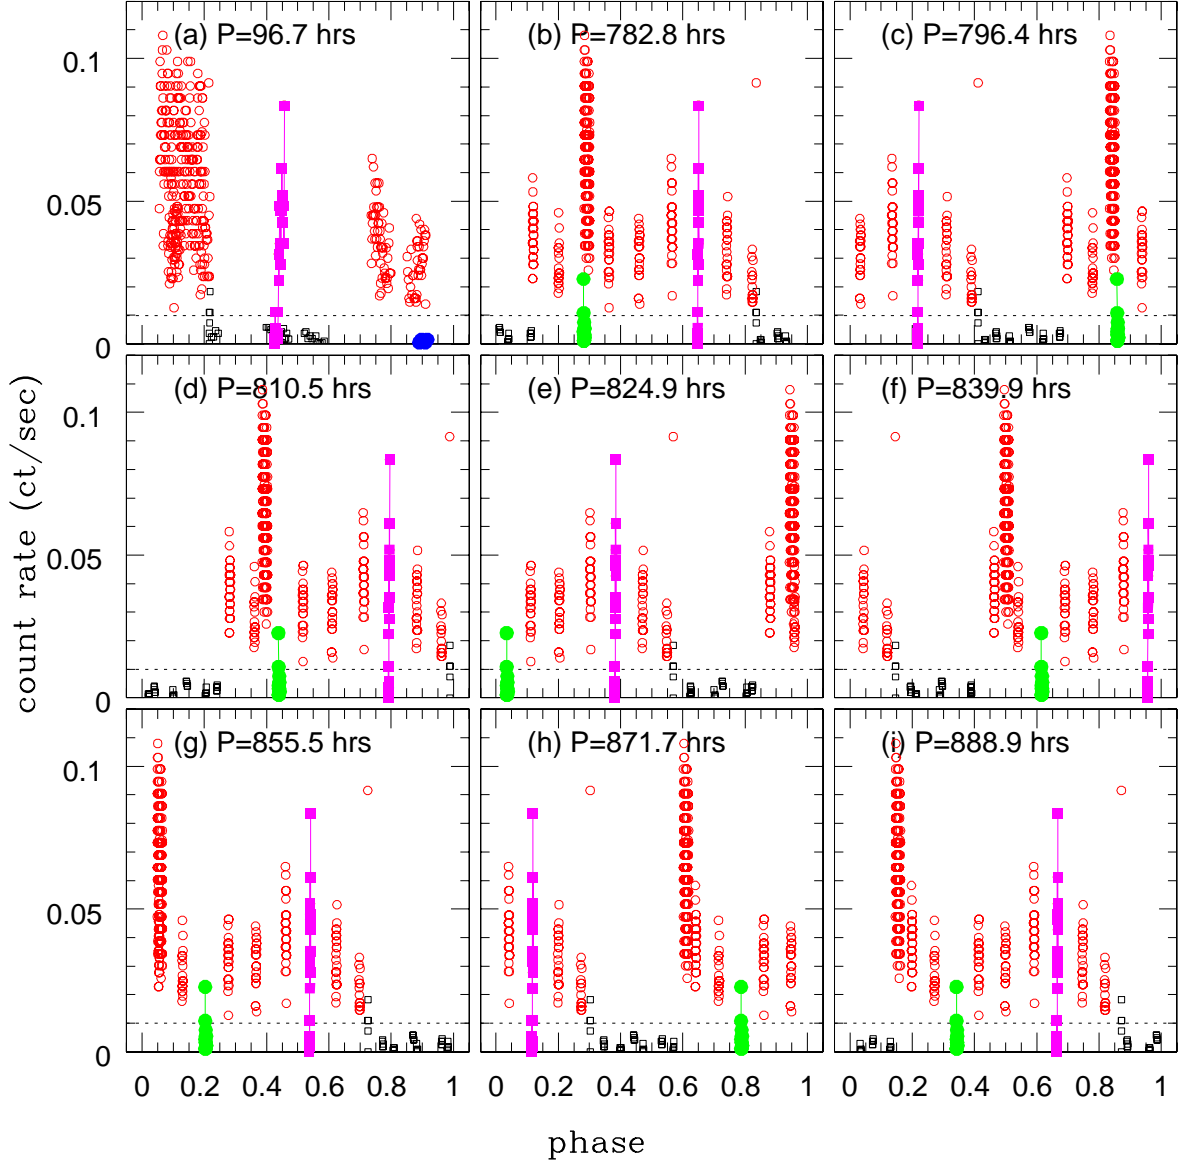 (a) P=96.7 hrs
(b) P=782.8 hrs
(c) P=796.4 hrs
0.1
0.05
0
(d) P=810.5 hrs
(e) P=824.9 hrs
(f) P=839.9 hrs
0.1
0.05
0
count rate (ct/sec)
(g) P=855.5 hrs
(h) P=871.7 hrs
(i) P=888.9 hrs
0.1
0.05
0
0 0.2 0.4 0.6 0.8 1
0 0.2 0.4 0.6 0.8 1
0 0.2 0.4 0.6 0.8 1
phase